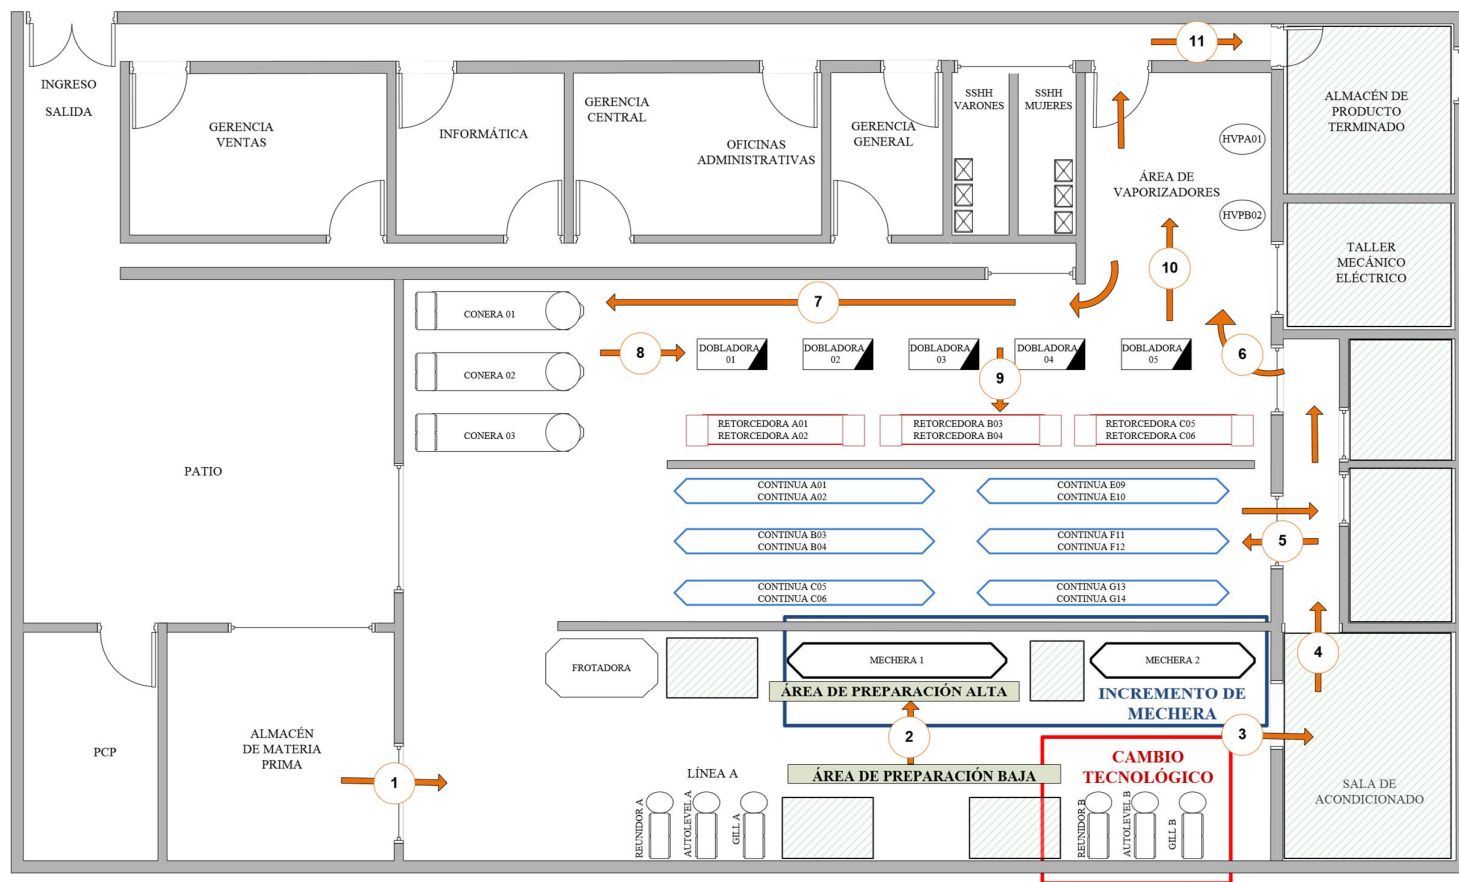 11
INGRESO
SALIDA
GERENCIA
VENTAS
INFORMÁTICA
GERENCIA
CENTRAL
OFICINAS
ADMINISTRATIVAS
GERENCIA
GENERAL
SSHH
VARONES
SSHH
MUJERES
HVPA01
ÁREA DE
VAPORIZADORES
HVPB02
ALMACÉN DE
PRODUCTO
TERMINADO
TALLER
MECÁNICO
ELÉCTRICO
10
7
CONERA 01
8
DOBLADORA
01
DOBLADORA
02
DOBLADORA
03
DOBLADORA
04
DOBLADORA
05
6
CONERA 02
9
CONERA 03
RETORCEDORA A01
RETORCEDORA A02
RETORCEDORA B03
RETORCEDORA B04
RETORCEDORA C05
RETORCEDORA C06
PATIO
CONTINUA A01
CONTINUA A02
CONTINUA E09
CONTINUA E10
CONTINUA B03
CONTINUA B04
CONTINUA F11
CONTINUA F12
5
CONTINUA C05
CONTINUA C06
CONTINUA G13
CONTINUA G14
FROTADORA
MECHERA 1
MECHERA 2
4
ÁREA DE PREPARACIÓN ALTA
INCREMENTO DE
MECHERA
PCP
ALMACÉN
DE MATERIA
PRIMA
2
3
1
LÍNEA A
ÁREA DE PREPARACIÓN BAJA
CAMBIO
TECNOLÓGICO
SALA DE
ACONDICIONADO
REUNIDOR A
AUTOLEVEL A
GILL A
REUNIDOR B
AUTOLEVEL B
GILL B